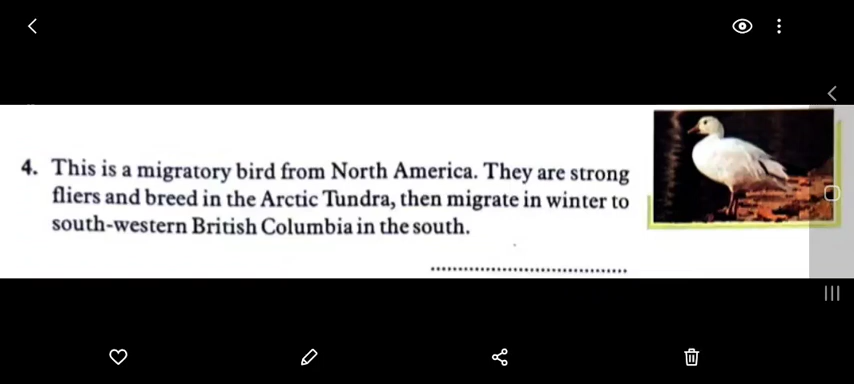 4. This is a migratory bird from North America. They are strong
fliers and breed in the Arctic Tundra, then migrate in winter to
south-western British Columbia in the south.